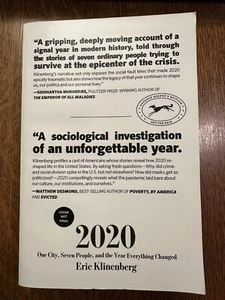 "A gripping, deeply moving account of a
signal year in modern history, told through
the stories of seven ordinary people trying to
survive at the epicenter of the crisis.
Klinenberg's narrative not only exposes the social fault lines that made 2020
epically traumatic but also shows how the legacy of that year continues to shape
us, our politics and our personal lives."
—SIDDHARTHA MUKHERJEE, PULITZER PRIZE-WINNING AUTHOR OF
THE EMPEROR OF ALL MALADIES
"A sociological investigation
of an unforgettable year.
Klinenberg profiles a cast of Americans whose stories reveal how 2020 re-
shaped life in the United States. By asking fresh questions—Why did crime
and social division spike in the U.S. but not elsewhere? How did masks get so
politicized?—2020 compellingly reveals what the pandemic laid bare about
our culture, our institutions, and ourselves."
—MATTHEW DESMOND, BEST-SELLING AUTHOR OF POVERTY, BY AMERICA
AND EVICTED
COVER
NOT
FINAL
2020
One City, Seven People, and the Year Everything Changed
Eric Klinenberg